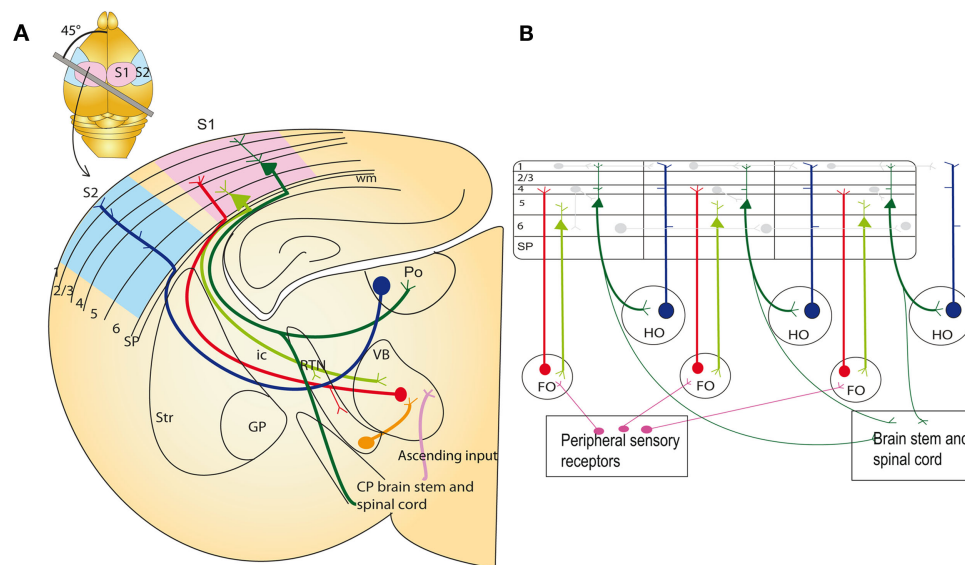 A
45°
S1
S2
S1
S2
wm
1
2/3
4
5
6
SP
Po
ic
RTN
VB
Str
GP
Ascending input
CP brain stem and
spinal cord
B
1
2/3
4
5
6
SP
HO
HO
HO
FO
FO
FO
Peripheral sensory
receptors
Brain stem and
spinal cord